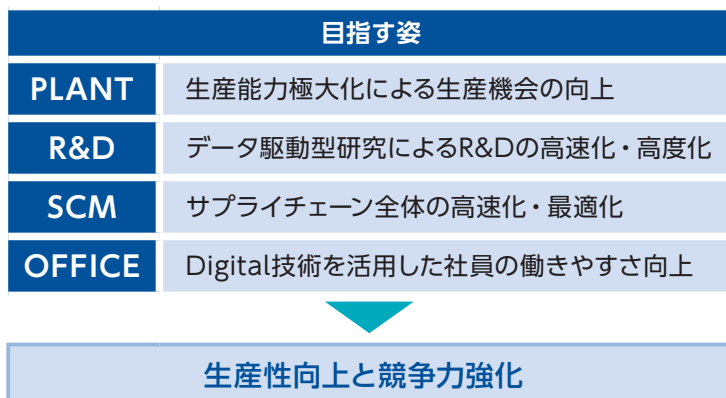 目指す姿
PLANT 生産能力極大化による生産機会の向上
R&D データ駆動型研究によるR&Dの高速化・高度化
SCM サプライチェーン全体の高速化・最適化
OFFICE Digital技術を活用した社員の働きやすさ向上
生産性向上と競争力強化